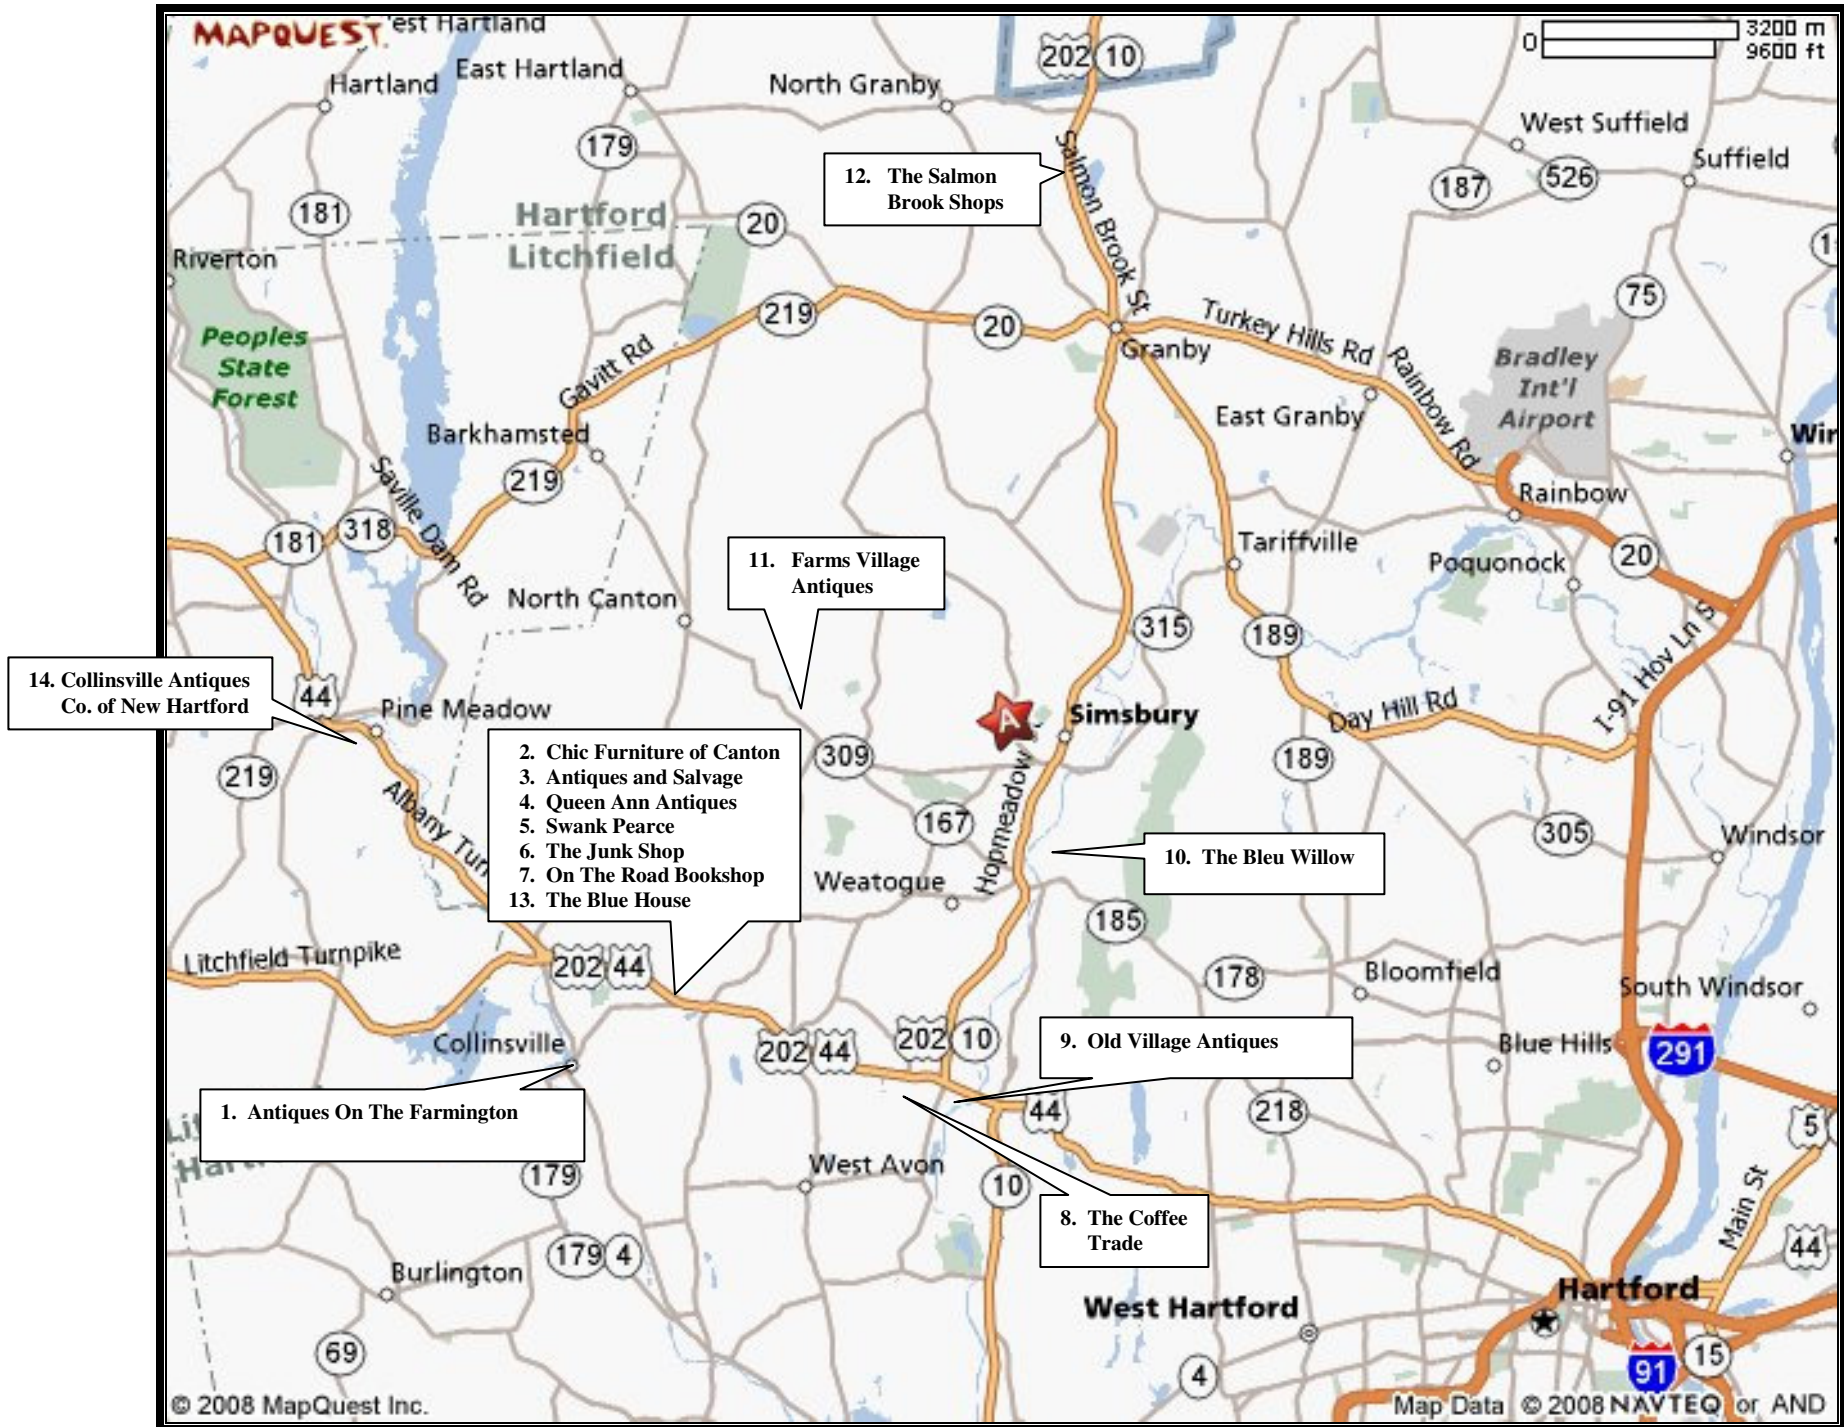 MAPQUEST.
est Hartland
3200 m
0
9600 ft
202 10
Hartland
East Hartland
North Granby
West Suffield
179
Suffield
12. The Salmon
Brook Shops
Salmon Brook St
187
526
181
Hartford
20
Litchfield
Riverton
75
219
20
Turkey Hills Rd
Peoples
State
Forest
Gavitt Rd
Granby
Rainbow Rd
Bradley
Int'l
Airport
East Granby
Barkhamsted
Wir
219
Saville Dam Rd
Rainbow
181
318
Tariffville
20
11. Farms Village
Antiques
Poquonock
North Canton
315
189
I-91 Hov Ln S
14. Collinsville Antiques
Co. of New Hartford
44
Pine Meadow
A
Simsbury
Day Hill Rd
2. Chic Furniture of Canton
3. Antiques and Salvage
4. Queen Ann Antiques
5. Swank Pearce
6. The Junk Shop
7. On The Road Bookshop
13. The Blue House
309
189
219
Albany Turn
Hopmeadow
167
305
Windsor
10. The Bleu Willow
Weatogue
185
Litchfield Turnpike
202 44
178
Bloomfield
South Windsor
Collinsville
202 44
202 10
9. Old Village Antiques
Blue Hills
291
1. Antiques On The Farmington
44
218
5
Lit
Hart
179
West Avon
10
8. The Coffee
Trade
Main St
179 4
44
Burlington
Hartford
West Hartford
69
4
91
15
© 2008 MapQuest Inc.
Map Data © 2008 NAVTEQ or AND